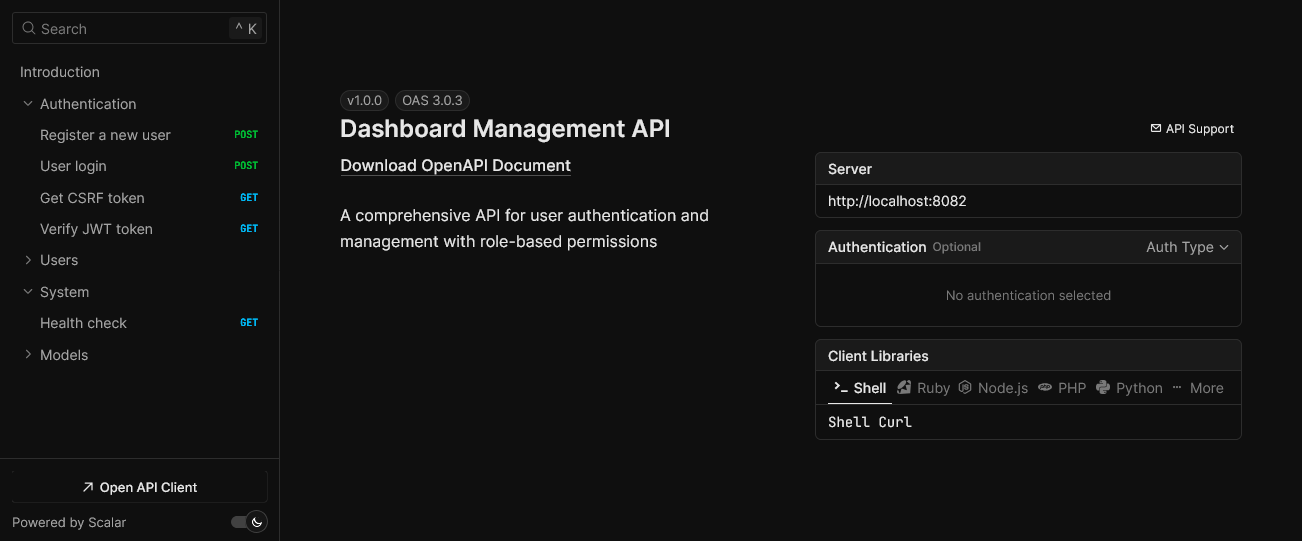 Search ^ K
Introduction
Authentication
Register a new user POST
User login POST
Get CSRF token GET
Verify JWT token GET
Users
System
Health check GET
Models
Open API Client
Powered by Scalar
v1.0.0 OAS 3.0.3
Dashboard Management API
Download OpenAPI Document
A comprehensive API for user authentication and
management with role-based permissions
API Support
Server
http://localhost:8082
Authentication Optional Auth Type
No authentication selected
Client Libraries
Shell Ruby Node.js PHP Python More
Shell Curl